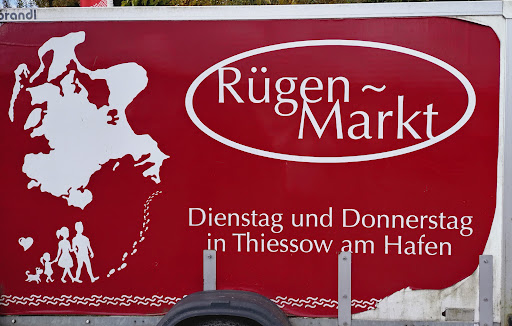 brandl
Rügen ~
Markt
Dienstag und Donnerstag
in Thiessow am Hafen